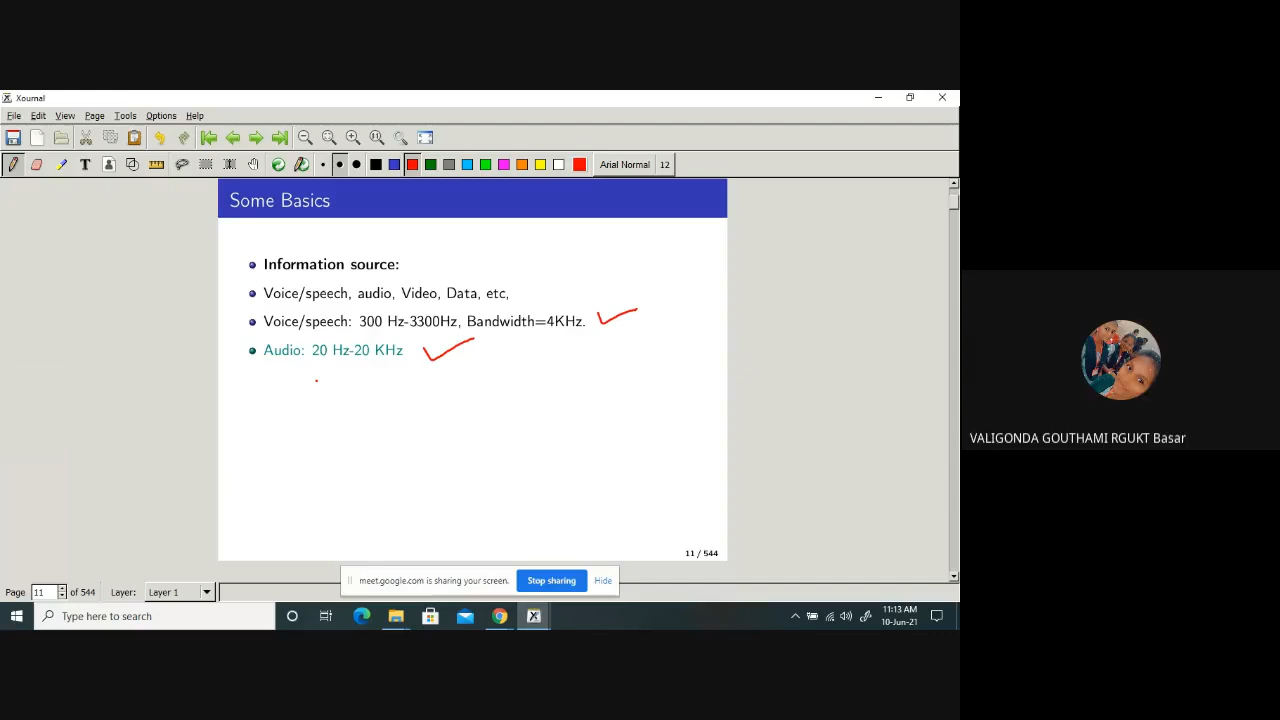 Xournal
File Edit View Page Tools Options Help
Arial Normal 12
Some Basics
Information source:
Voice/speech, audio, Video, Data, etc,
Voice/speech: 300 Hz-3300Hz, Bandwidth=4KHz.
Audio: 20 Hz-20 KHz
VALIGONDA GOUTHAMI RGUKT Basar
11 / 544
meet.google.com is sharing your screen. Stop sharing Hide
Page 11 of 544 Layer: Layer 1
Type here to search
11:13 AM
10-Jun-21